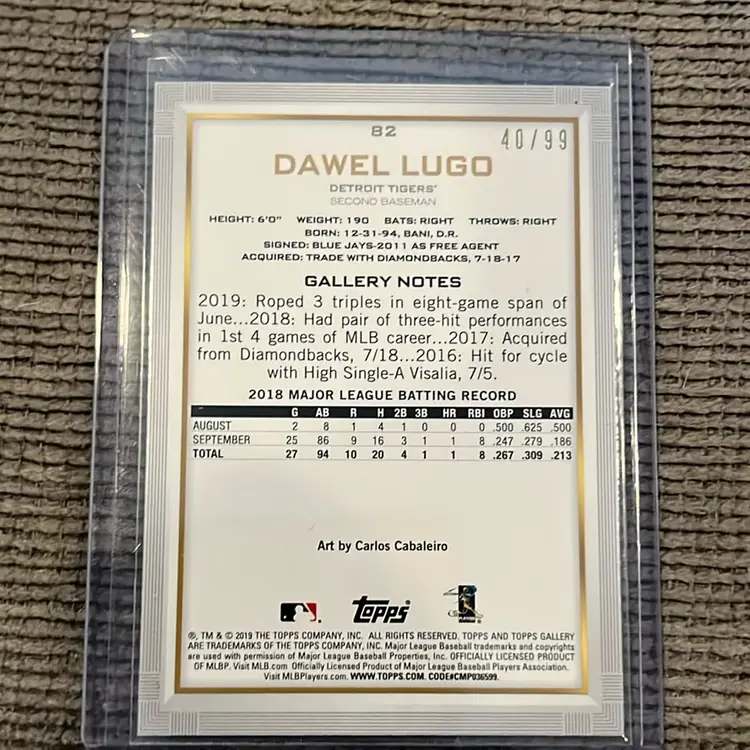 82
40/99
DAWEL LUGO
DETROIT TIGERS®
SECOND BASEMAN
HEIGHT: 6'0" WEIGHT: 190 BATS: RIGHT THROWS: RIGHT
BORN: 12-31-94, BANI, D.R.
SIGNED: BLUE JAYS-2011 AS FREE AGENT
ACQUIRED: TRADE WITH DIAMONDBACKS, 7-18-17
GALLERY NOTES
2019: Roped 3 triples in eight-game span of
June...2018: Had pair of three-hit performances
in 1st 4 games of MLB career...2017: Acquired
from Diamondbacks, 7/18...2016: Hit for cycle
with High Single-A Visalia, 7/5.
2018 MAJOR LEAGUE BATTING RECORD
G AB R H 2B 3B HR RBI OBP SLG AVG
AUGUST 2 8 1 4 1 0 0 0 .500 .625 .500
SEPTEMBER 25 86 9 16 3 1 1 8 .247 .279 .186
TOTAL 27 94 10 20 4 1 1 8 .267 .309 .213
Art by Carlos Cabaleiro
topps®
®, TM & © 2019 THE TOPPS COMPANY, INC. ALL RIGHTS RESERVED. TOPPS AND TOPPS GALLERY
ARE TRADEMARKS OF THE TOPPS COMPANY, INC. Major League Baseball trademarks and copyrights
are used with permission of Major League Baseball Properties, Inc. OFFICIALLY LICENSED PRODUCT
OF MLBP. Visit MLB.com Officially Licensed Product of Major League Baseball Players Association.
Visit MLBPlayers.com. WWW.TOPPS.COM. CODE#CMP036599.